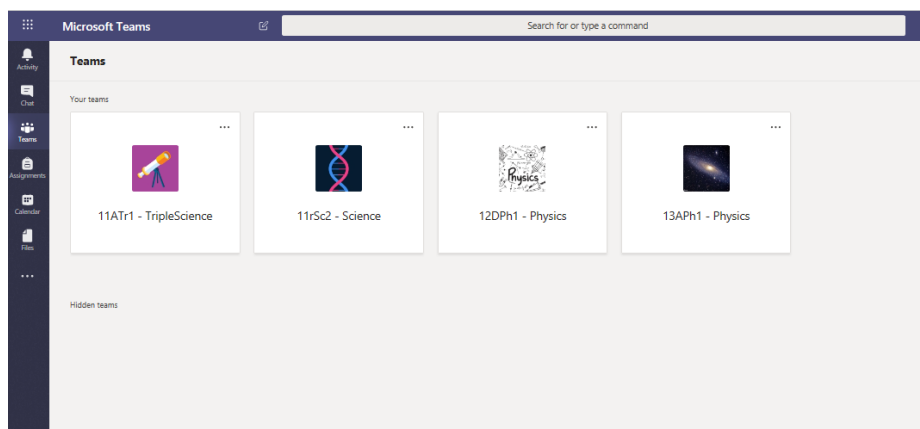 Microsoft Teams
Search for or type a command
Activity
Chat
Teams
Assignments
Calendar
Files
Teams
Your teams
Physics
11ATr1 - TripleScience
11rSc2 - Science
12DPh1 - Physics
13APh1 - Physics
Hidden teams